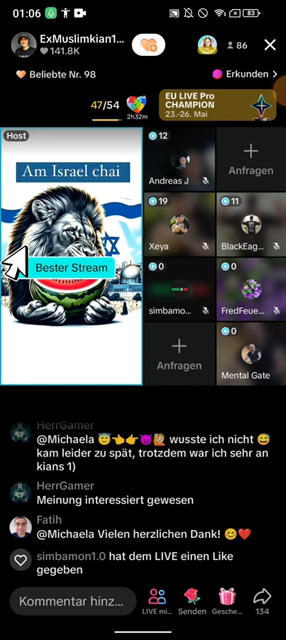 01:06
83
ExMuslimkian1...
141.8K
86
Beliebte Nr. 98
Erkunden >
47/54
2h32m
EU LIVE Pro
CHAMPION
23.-26. Mai
Host
Am Israel chai
Bester Stream
12
Andreas J
Anfragen
19
Xeya
11
BlackEag...
0
simbamo...
0
FredFeue...
Anfragen
0
Mental Gate
HerrGamer
@Michaela 😇👈👉😈🙋 wusste ich nicht 😅
kam leider zu spät, trotzdem war ich sehr an
kians 1)
HerrGamer
Meinung interessiert gewesen
Fatih
@Michaela Vielen herzlichen Dank! 😊❤️
simbamon1.0 hat dem LIVE einen Like
gegeben
Kommentar hinz...
LIVE mi...
Senden
Gesche...
134